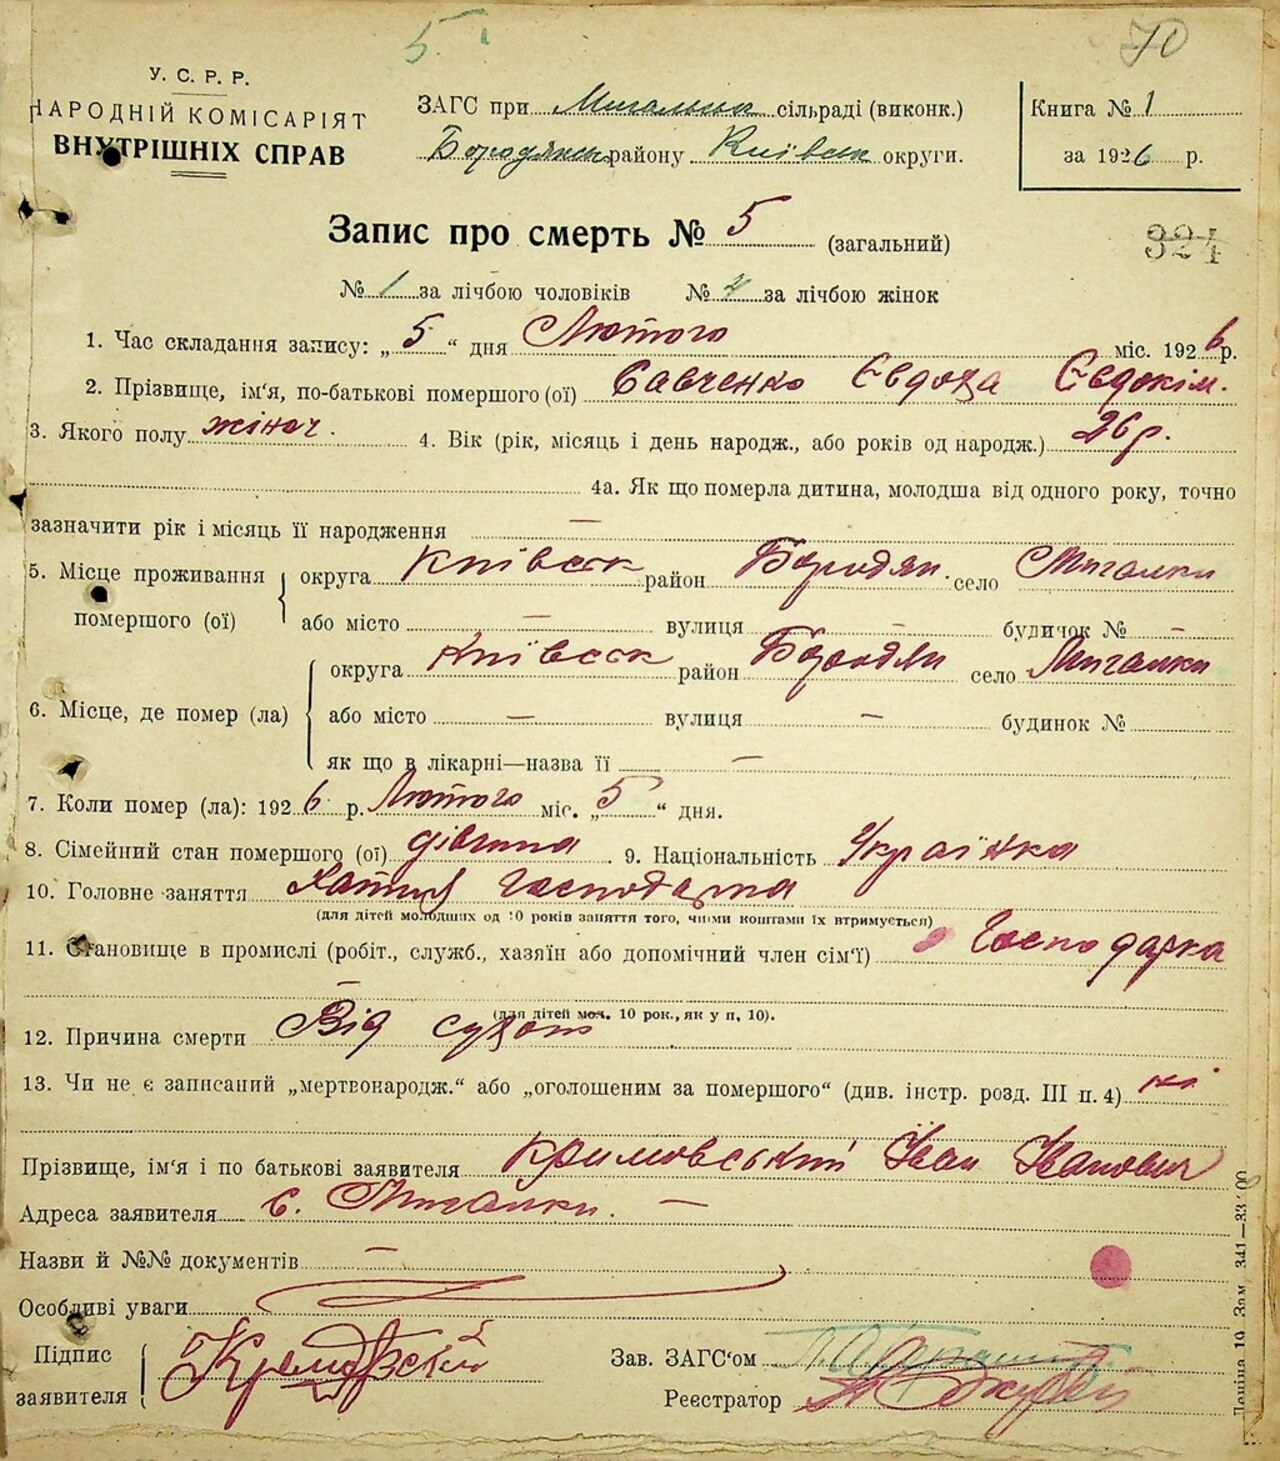 5.
70
У. С. Р. Р.
НАРОДНІЙ КОМІСАРІЯТ
ВНУТРІШНІХ СПРАВ
ЗАГС при Мигальськ сільраді (виконк.)
Бородянськ району Київськ округи.
Книга № 1
за 1926 р.
Запис про смерть № 5 (загальний)
324
№ 1 за лічбою чоловіків № 4 за лічбою жінок
1. Час складання запису: „ 5 “ дня Лютого міс. 1926 р.
2. Прізвище, ім‘я, по-батькові помершого (ої) Савченко Євдоха Євдокім.
3. Якого полу жіноч. 4. Вік (рік, місяць і день народж., або років од народж.) 26 р.
4а. Як що померла дитина, молодша від одного року, точно
зазначити рік і місяць її народження —
5. Місце проживання помершого (ої) округа Київськ район Бородян. село Мигалки
або місто — вулиця — будинок № —
6. Місце, де помер (ла) округа Київськ район Бородян село Мигалки
або місто — вулиця — будинок №
як що в лікарні—назва її —
7. Коли помер (ла): 1926 р. Лютого міс. „ 5 “ дня.
8. Сімейний стан помершого (ої) дівчина . 9. Національність Українка
10. Головне заняття Хатня господарка
(для дітей молодших од 10 років заняття того, чиїми коштами їх втримується)
11. Становище в промислі (робіт., служб., хазяїн або допомічний член сім‘ї) Господарка
—
(для дітей мол. 10 рок., як у п, 10).
12. Причина смерти Від сухот
13. Чи не є записаний „мертвонародж.“ або „оголошеним за помершого“ (див. інстр. розд. III п. 4) ні
Прізвище, ім‘я і по батькові заявителя Кримовський Іван Іванович
Адреса заявителя с. Мигалки. —
Назви й №№ документів —
Особливі уваги
Підпис заявителя
Зав. ЗАГС‘ом
Реєстратор